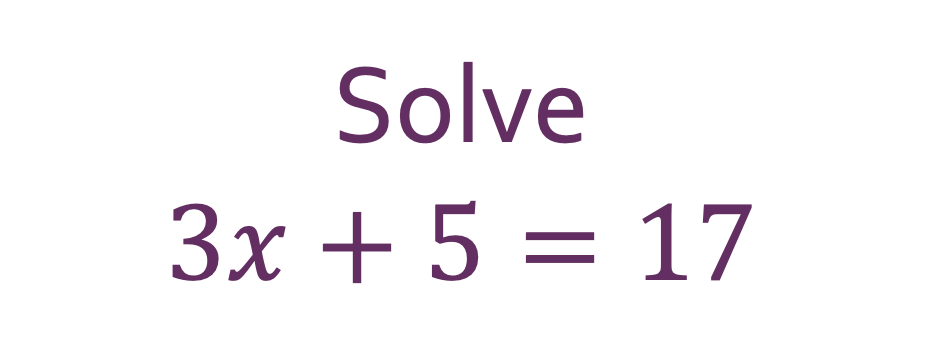 Solve
3x + 5 = 17